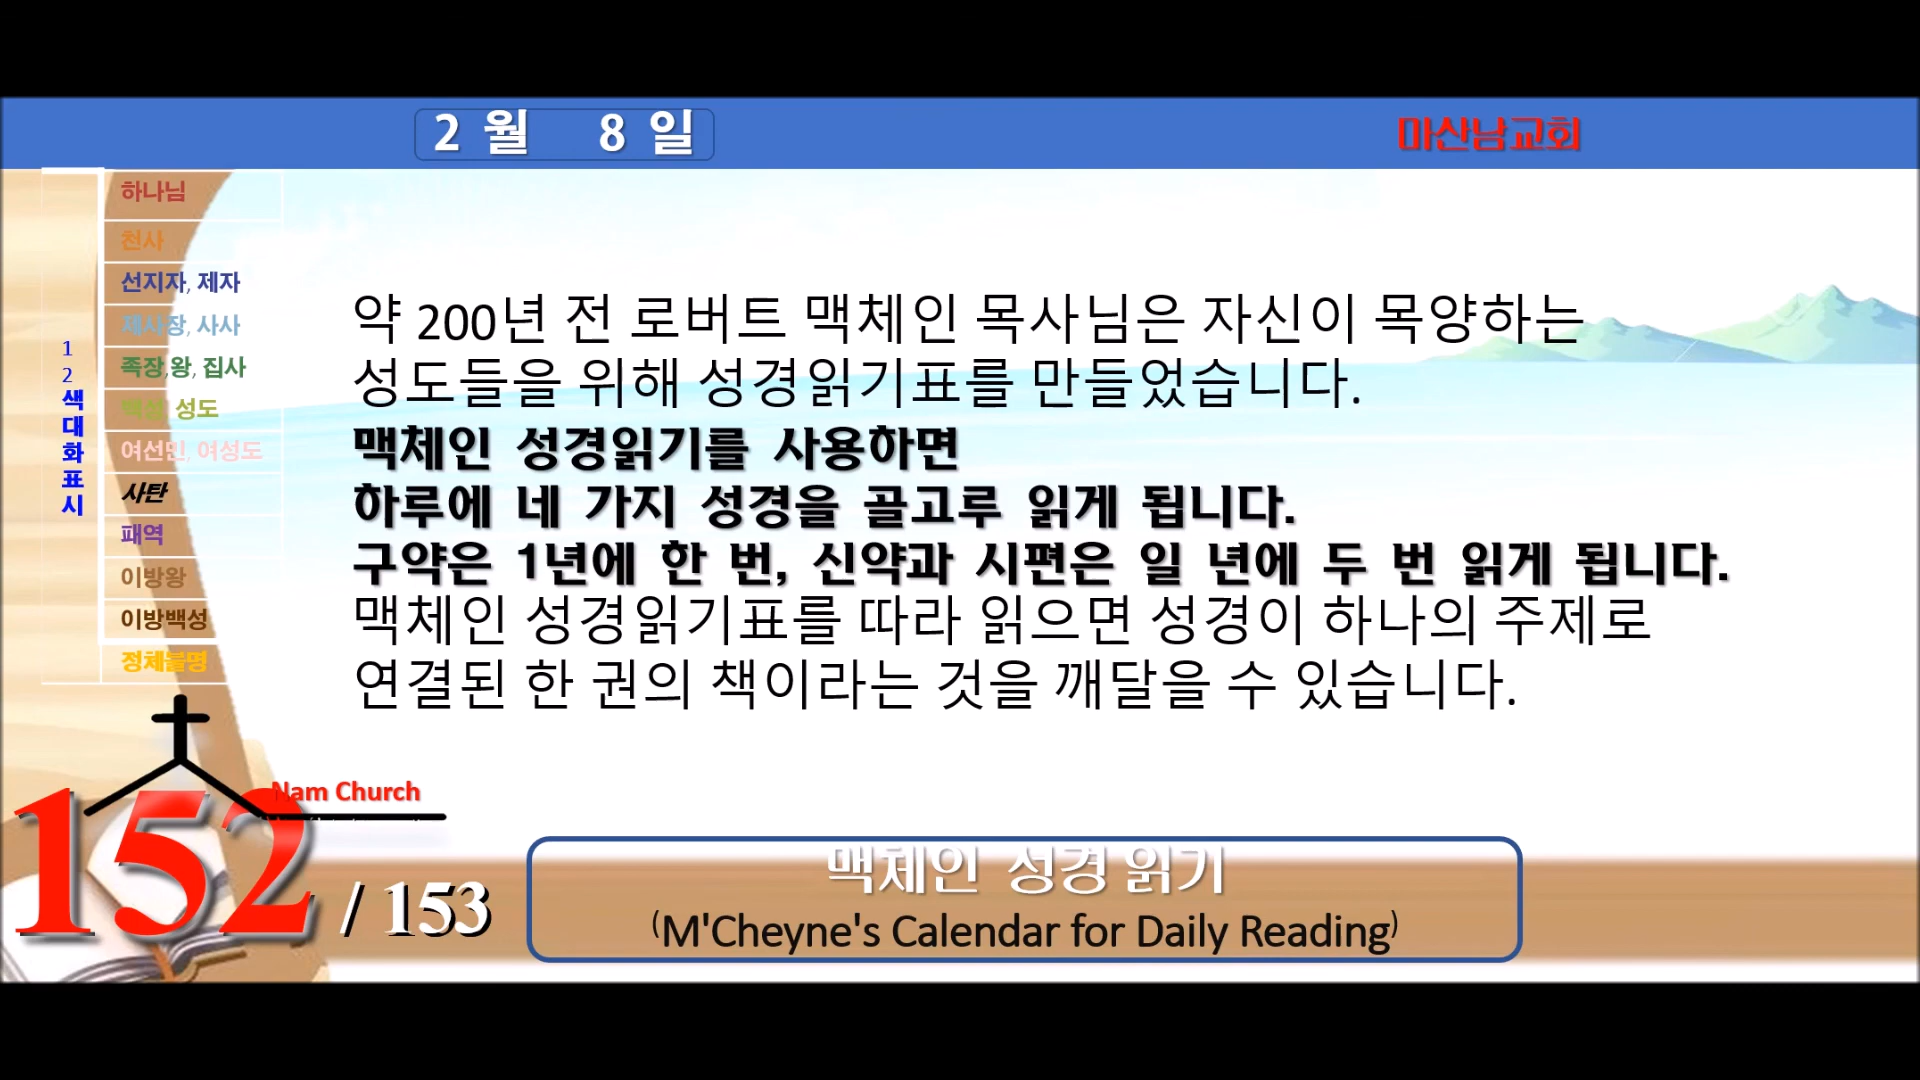 2 월 8 일
마산남교회
12색대화표시
하나님
천사
선지자, 제자
제사장, 사사
족장,왕, 집사
백성, 성도
여선민, 여성도
사탄
패역
이방왕
이방백성
정체불명
약 200년 전 로버트 맥체인 목사님은 자신이 목양하는
성도들을 위해 성경읽기표를 만들었습니다.
맥체인 성경읽기를 사용하면
하루에 네 가지 성경을 골고루 읽게 됩니다.
구약은 1년에 한 번, 신약과 시편은 일 년에 두 번 읽게 됩니다.
맥체인 성경읽기표를 따라 읽으면 성경이 하나의 주제로
연결된 한 권의 책이라는 것을 깨달을 수 있습니다.
Nam Church
152 / 153
맥체인 성경 읽기
(M'Cheyne's Calendar for Daily Reading)